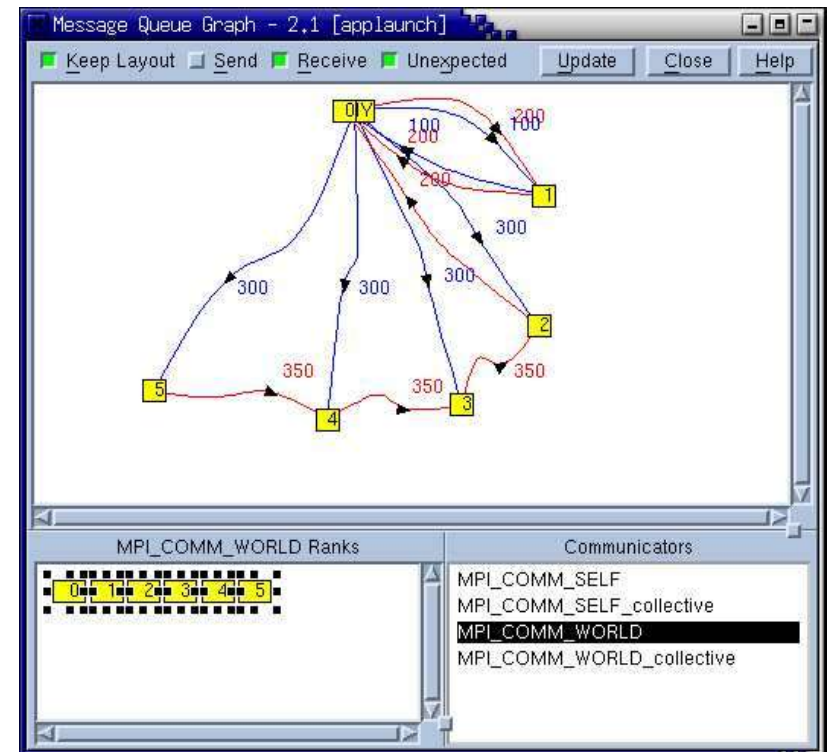 Message Queue Graph - 2.1 [applaunch]
Keep Layout Send Receive Unexpected Update Close Help
0 Y
200
100 100
200
200
1
300
300 300 300
2
350 350 350
5 4 3
MPI_COMM_WORLD Ranks
0 1 2 3 4 5
Communicators
MPI_COMM_SELF
MPI_COMM_SELF_collective
MPI_COMM_WORLD
MPI_COMM_WORLD_collective